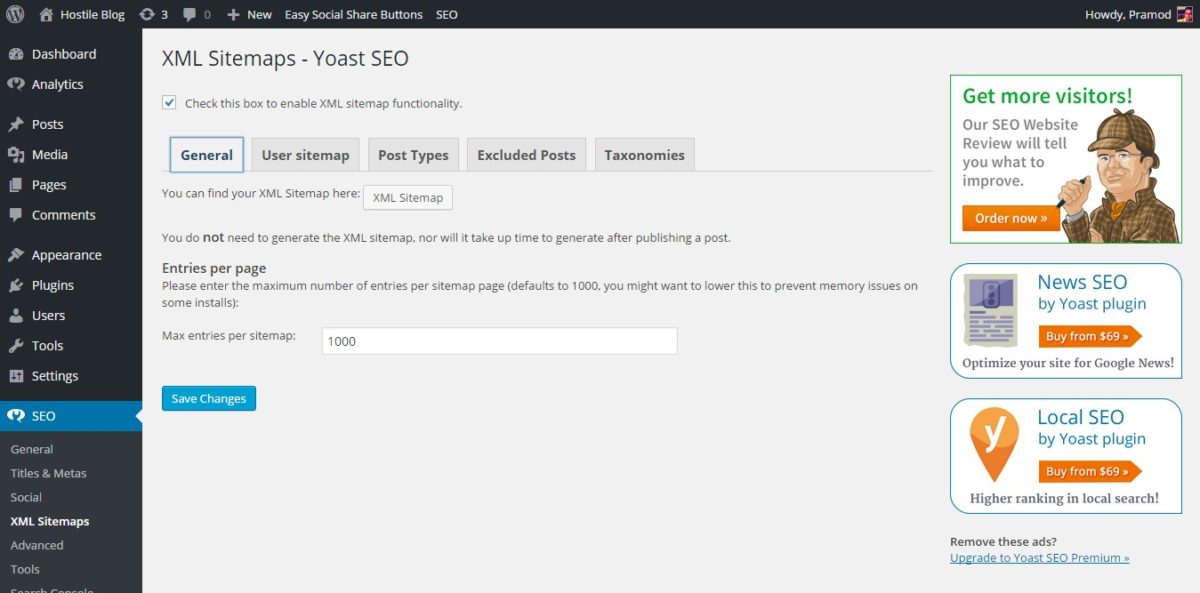 Hostile Blog 3 0 New Easy Social Share Buttons SEO Howdy, Pramod
Dashboard
Analytics
Posts
Media
Pages
Comments
Appearance
Plugins
Users
Tools
Settings
SEO
General
Titles & Metas
Social
XML Sitemaps
Advanced
Tools
Search Console
XML Sitemaps - Yoast SEO
Check this box to enable XML sitemap functionality.
General User sitemap Post Types Excluded Posts Taxonomies
You can find your XML Sitemap here: XML Sitemap
You do not need to generate the XML sitemap, nor will it take up time to generate after publishing a post.
Entries per page
Please enter the maximum number of entries per sitemap page (defaults to 1000, you might want to lower this to prevent memory issues on
some installs):
Max entries per sitemap: 1000
Save Changes
Get more visitors!
Our SEO Website
Review will tell
you what to
improve.
Order now »
News SEO
by Yoast plugin
Buy from $69 »
Optimize your site for Google News!
y
Local SEO
by Yoast plugin
Buy from $69 »
Higher ranking in local search!
Remove these ads?
Upgrade to Yoast SEO Premium »